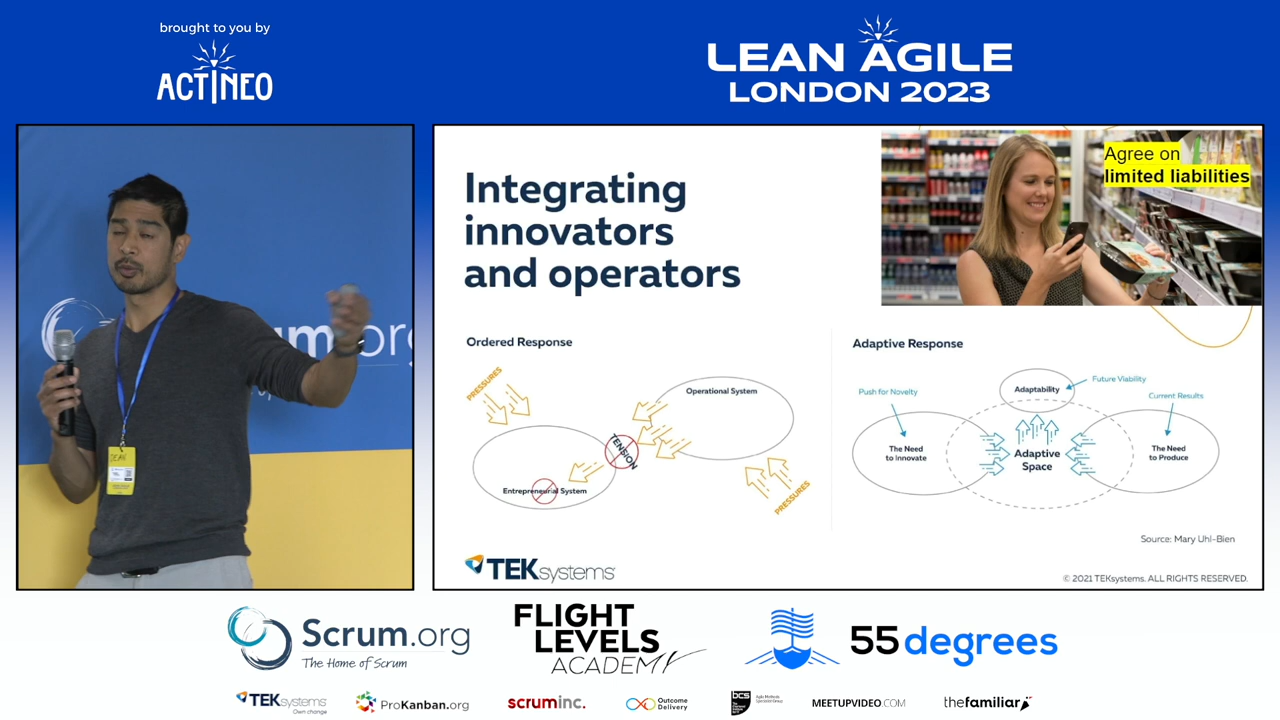 brought to you by
ACTINEO
LEAN AGILE
LONDON 2023
Integrating
innovators
and operators
Agree on
limited liabilities
Ordered Response
PRESSURES
Operational System
TENSION
Entrepreneurial System
PRESSURES
Adaptive Response
Adaptability
Future Viability
Push for Novelty
Current Results
The Need
to Innovate
Adaptive
Space
The Need
to Produce
Source: Mary Uhl-Bien
TEKsystems
© 2021 TEKsystems. ALL RIGHTS RESERVED.
DEAN
Scrum.org
The Home of Scrum
FLIGHT
LEVELS
ACADEMY
55 degrees
TEKsystems
Own change
ProKanban.org
scruminc.
Outcome
Delivery
bcs
MEETUPVIDEO.COM
thefamiliar